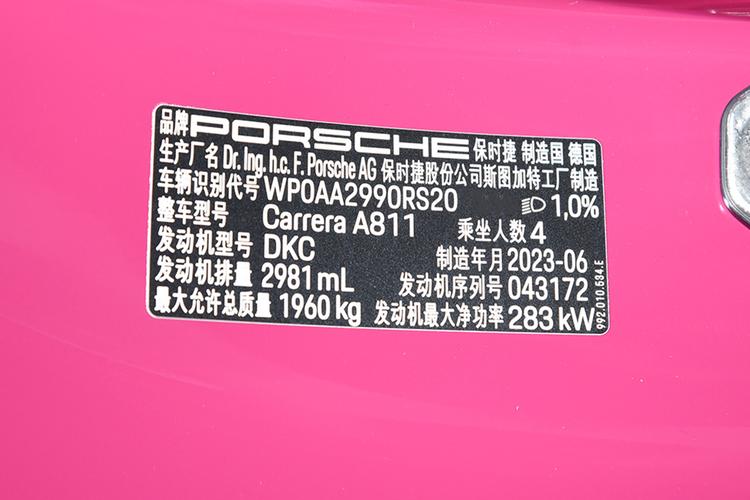 品牌 PORSCHE 保时捷 制造国 德国
生产厂名 Dr. Ing. h.c. F. Porsche AG 保时捷股份公司斯图加特工厂制造
车辆识别代号 WP0AA2990RS20 1,0%
整车型号 Carrera A811 乘坐人数 4
发动机型号 DKC 制造年月 2023-06
发动机排量 2981 mL 发动机序列号 043172
最大允许总质量 1960 kg 发动机最大净功率 283 kW
992.010.634.E